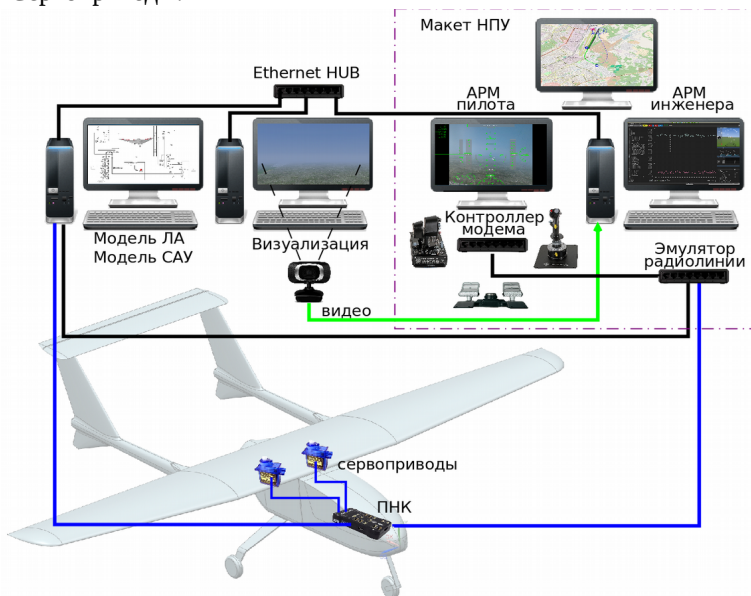 Макет НПУ
Ethernet HUB
АРМ
пилота
АРМ
инженера
Модель ЛА
Модель САУ
Визуализация
Контроллер
модема
Эмулятор
радиолинии
видео
сервоприводы
ПНК